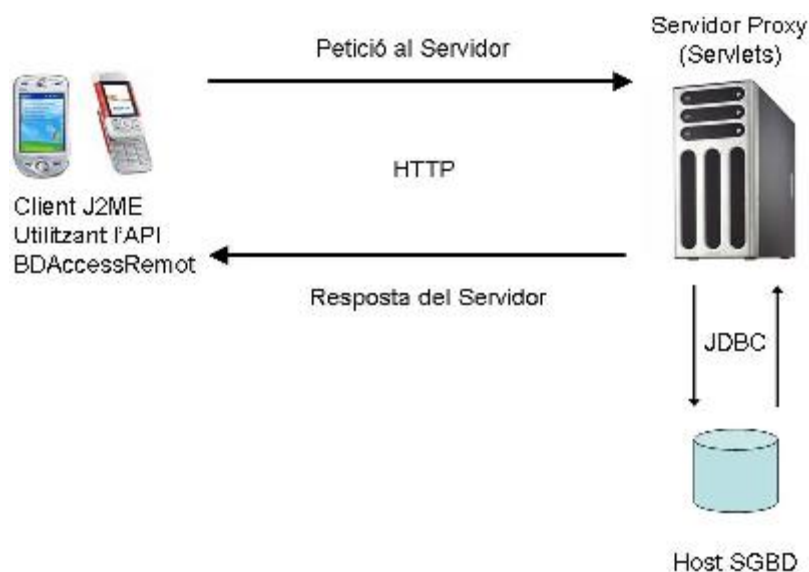 Servidor Proxy
(Servlets)
Petició al Servidor
HTTP
Client J2ME
Utilitzant l'API
BDAccessRemot
Resposta del Servidor
JDBC
Host SGBD